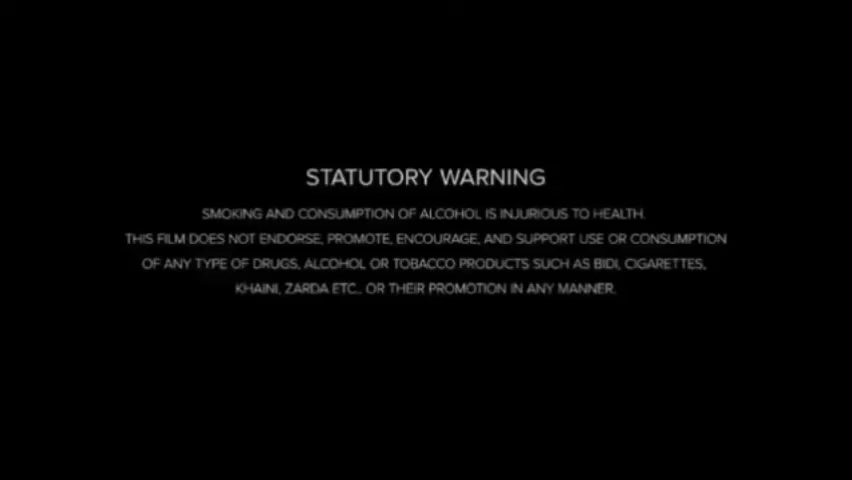 STATUTORY WARNING
SMOKING AND CONSUMPTION OF ALCOHOL IS INJURIOUS TO HEALTH.
THIS FILM DOES NOT ENDORSE, PROMOTE, ENCOURAGE, AND SUPPORT USE OR CONSUMPTION
OF ANY TYPE OF DRUGS, ALCOHOL OR TOBACCO PRODUCTS SUCH AS BIDI, CIGARETTES,
KHAINI, ZARDA ETC., OR THEIR PROMOTION IN ANY MANNER.